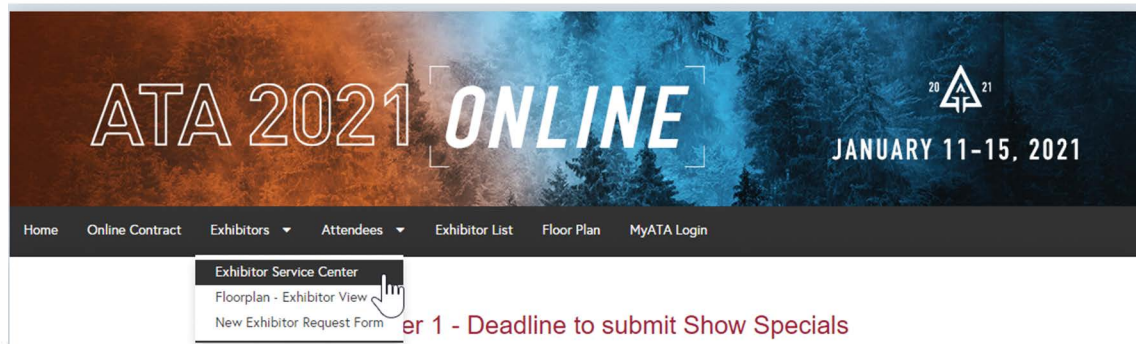 ATA 2021 ONLINE
20 21
JANUARY 11-15, 2021
Home Online Contract Exhibitors Attendees Exhibitor List Floor Plan MyATA Login
Exhibitor Service Center
Floorplan - Exhibitor View
New Exhibitor Request Form
er 1 - Deadline to submit Show Specials